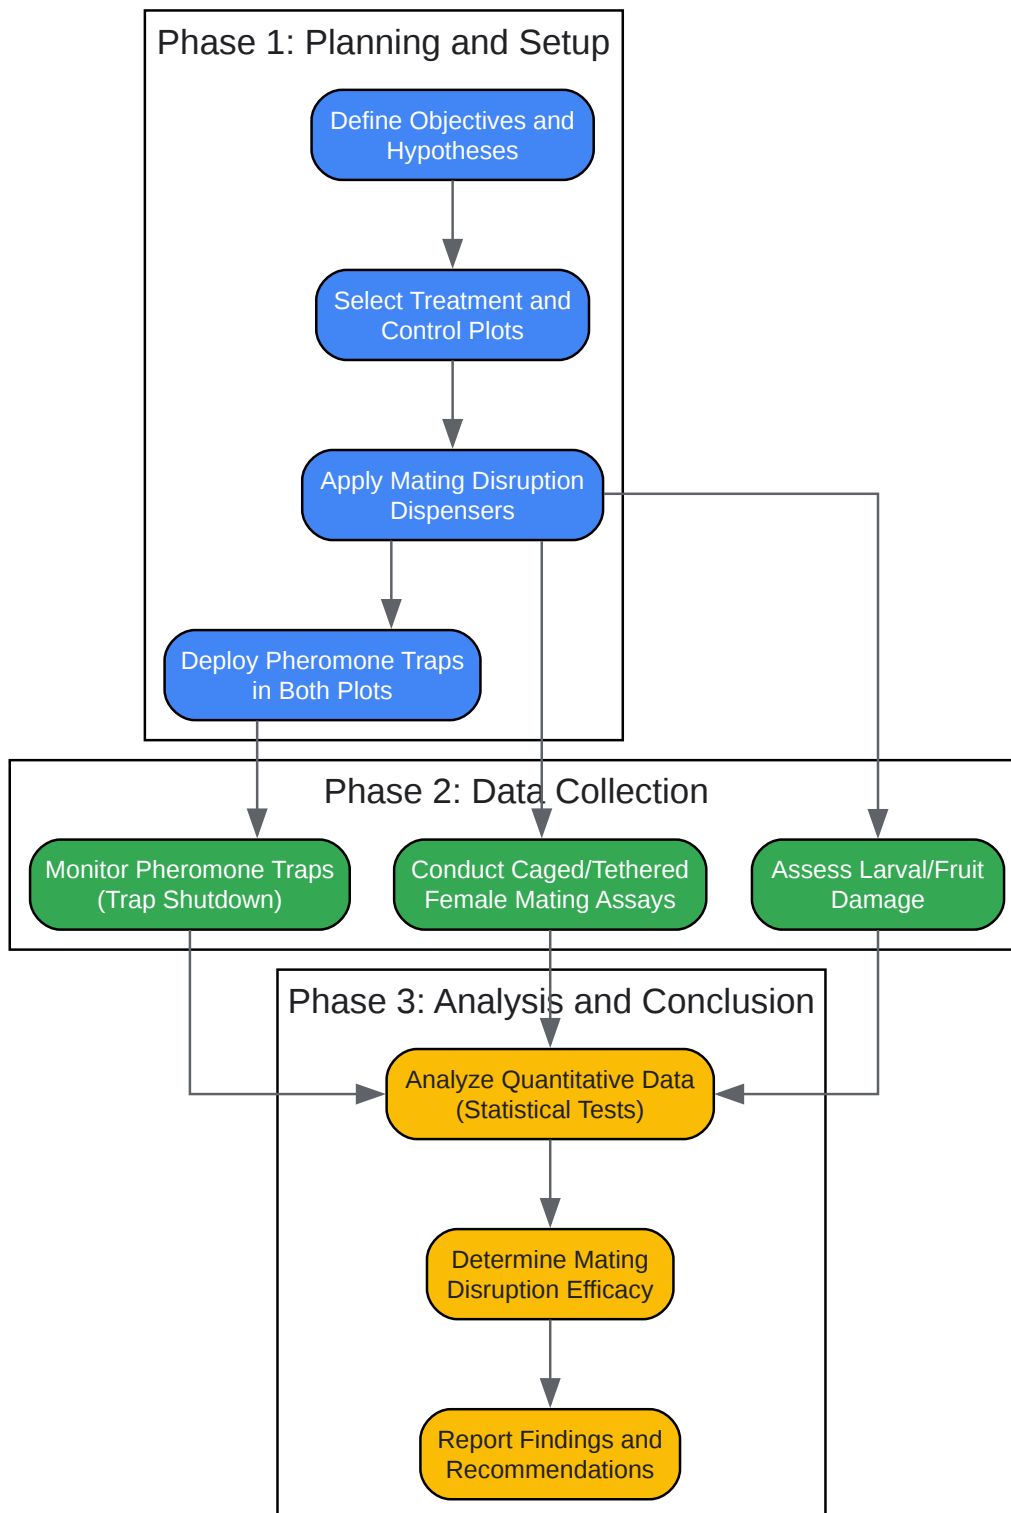 Phase 1: Planning and Setup
Define Objectives and
Hypotheses
Select Treatment and
Control Plots
Apply Mating Disruption
Dispensers
Deploy Pheromone Traps
in Both Plots
Phase 2: Data Collection
Monitor Pheromone Traps
(Trap Shutdown)
Conduct Caged/Tethered
Female Mating Assays
Assess Larval/Fruit
Damage
Phase 3: Analysis and Conclusion
Analyze Quantitative Data
(Statistical Tests)
Determine Mating
Disruption Efficacy
Report Findings and
Recommendations